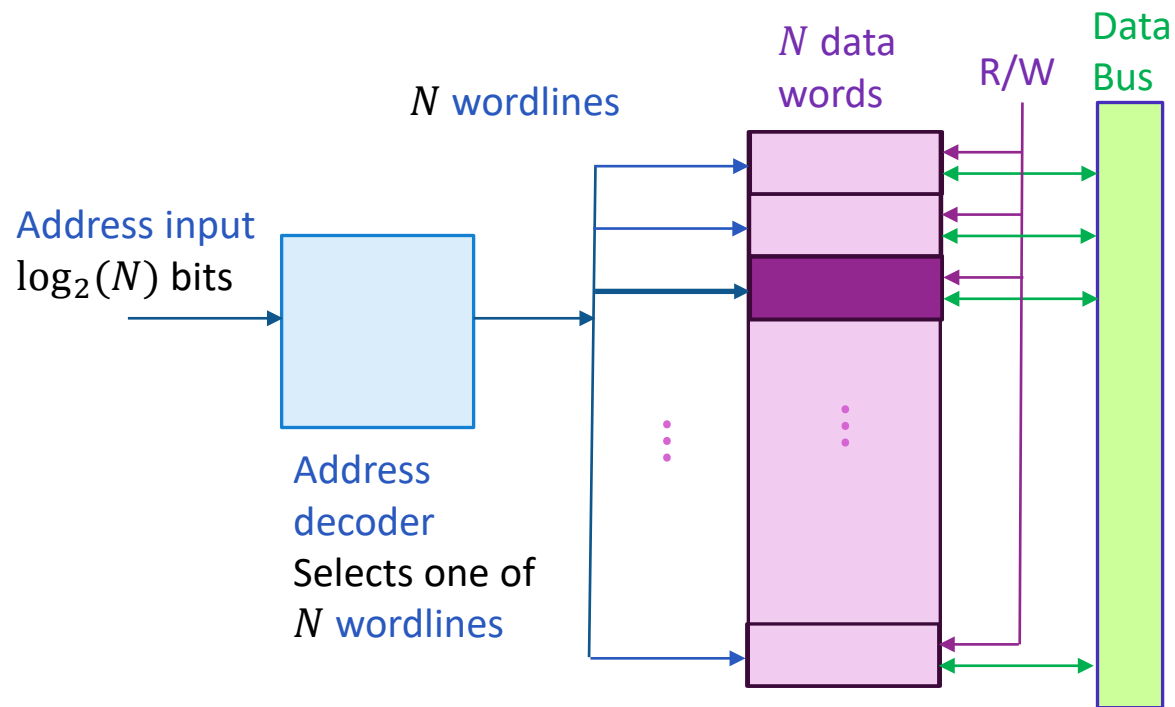 Address input
log₂(N) bits
Address
decoder
Selects one of
N wordlines
N wordlines
N data
words
R/W
Data
Bus